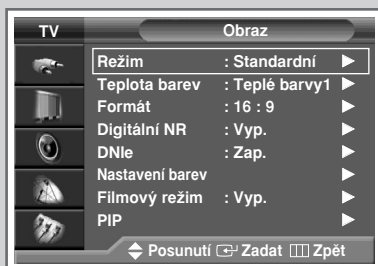 TV Obraz
Režim : Standardní
Teplota barev : Teplé barvy1
Formát : 16 : 9
Digitální NR : Vyp.
DNIe : Zap.
Nastavení barev
Filmový režim : Vyp.
PIP
Posunutí Zadat Zpět